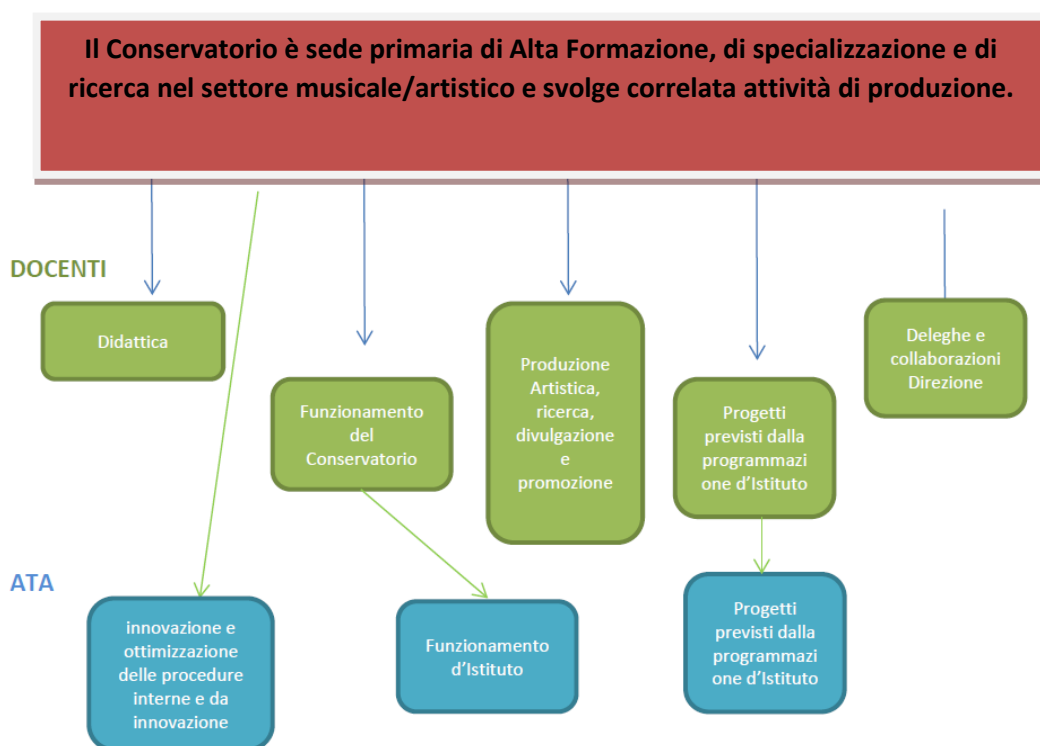 Il Conservatorio è sede primaria di Alta Formazione, di specializzazione e di
ricerca nel settore musicale/artistico e svolge correlata attività di produzione.
DOCENTI
Didattica
Funzionamento
del
Conservatorio
Produzione
Artistica,
ricerca,
divulgazione
e
promozione
Progetti
previsti dalla
programmazi
one d’Istituto
Deleghe e
collaborazioni
Direzione
ATA
innovazione e
ottimizzazione
delle procedure
interne e da
innovazione
Funzionamento
d’Istituto
Progetti
previsti dalla
programmazi
one d’Istituto